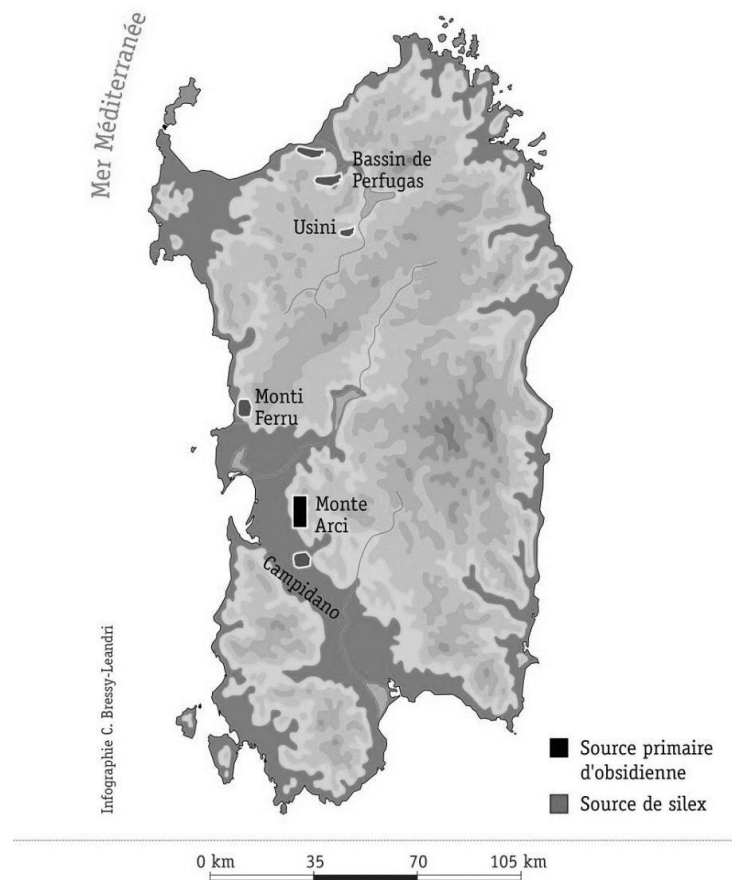 Mer Méditerranée
Bassin de
Perfugas
Usini
Monti
Ferru
Monte
Arci
Campidano
Infographie C. Bressy-Leandri
Source primaire
d'obsidienne
Source de silex
0 km 35 70 105 km